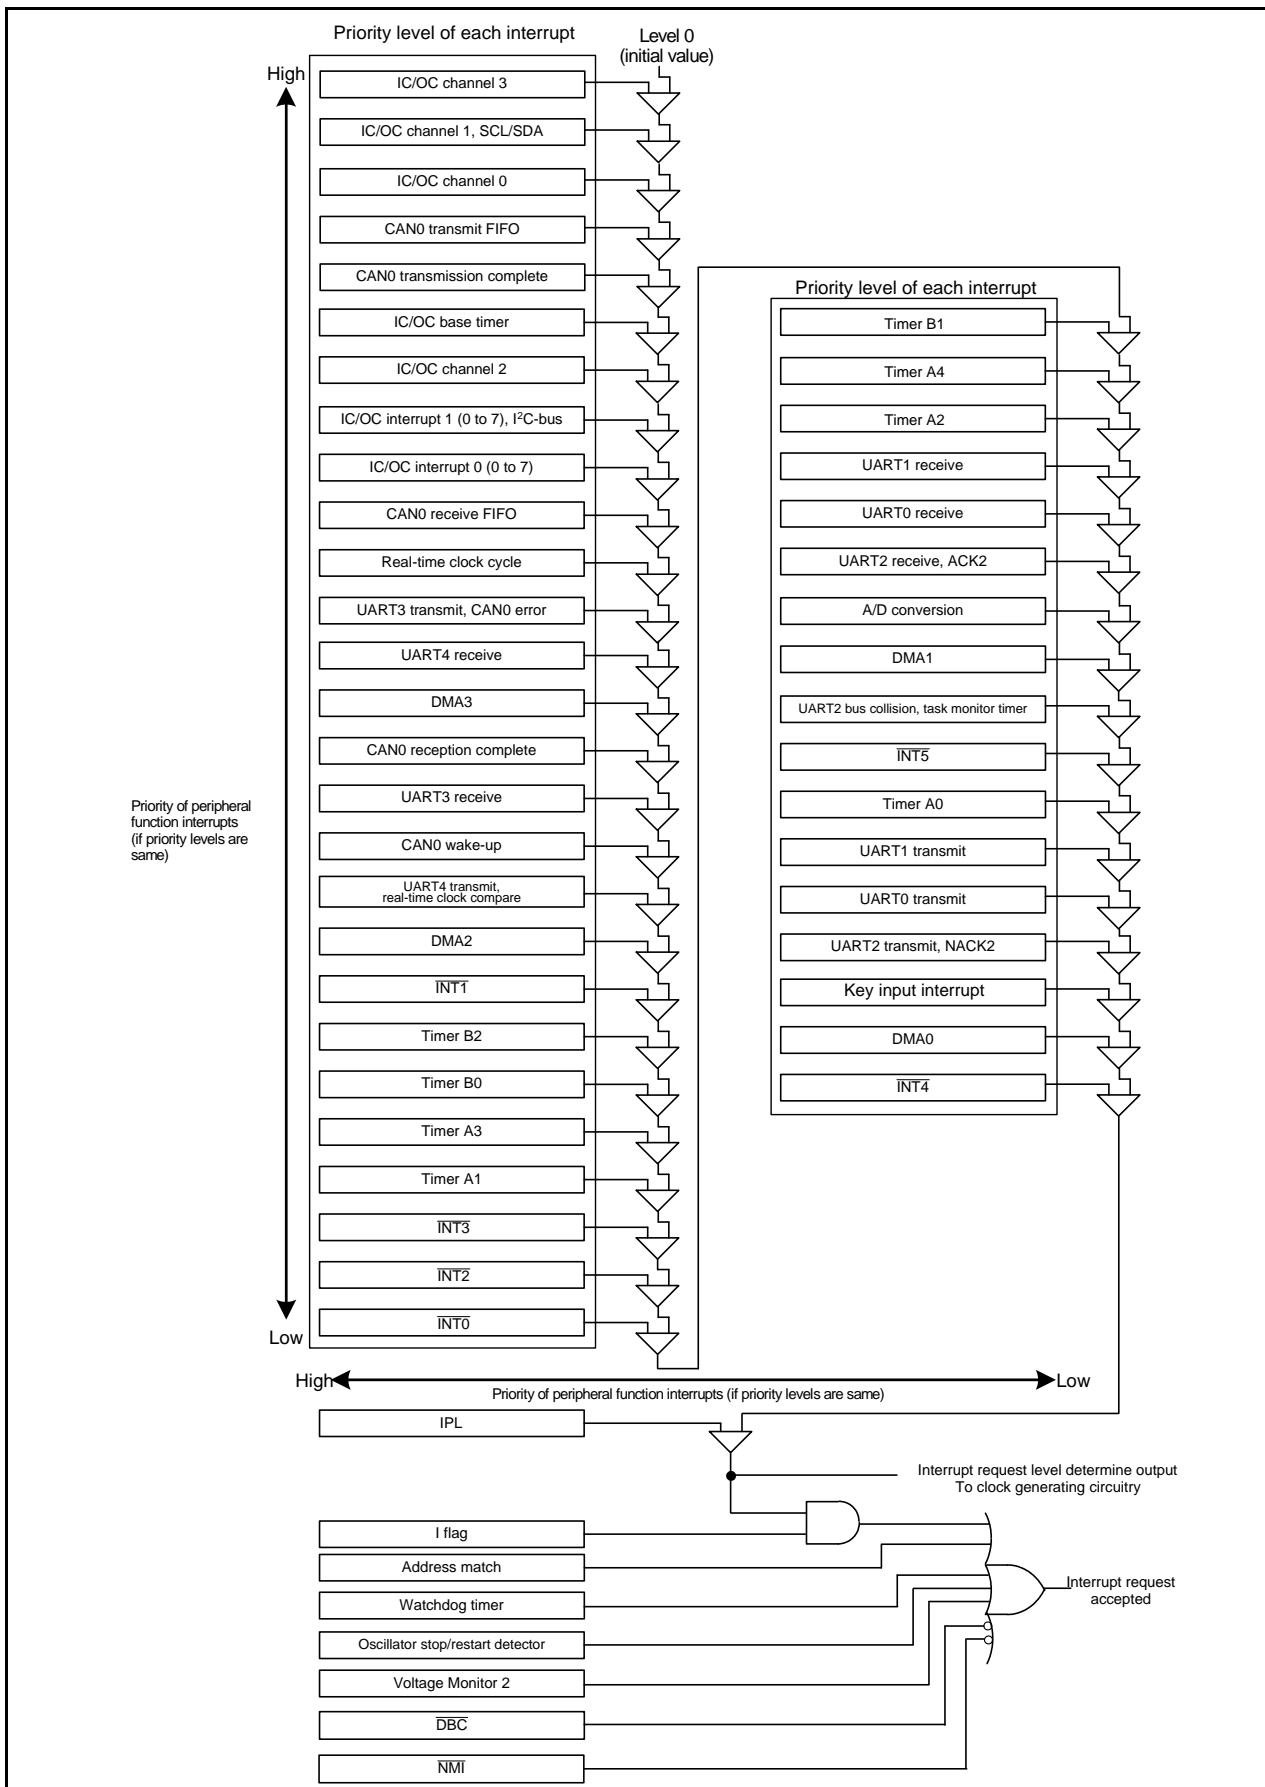 Priority level of each interrupt
Level 0
(initial value)
High
IC/OC channel 3
IC/OC channel 1, SCL/SDA
IC/OC channel 0
CAN0 transmit FIFO
CAN0 transmission complete
IC/OC base timer
IC/OC channel 2
IC/OC interrupt 1 (0 to 7), I²C-bus
IC/OC interrupt 0 (0 to 7)
CAN0 receive FIFO
Real-time clock cycle
UART3 transmit, CAN0 error
UART4 receive
DMA3
CAN0 reception complete
UART3 receive
CAN0 wake-up
UART4 transmit,
real-time clock compare
DMA2
INT1
Timer B2
Timer B0
Timer A3
Timer A1
INT3
INT2
INT0
Low
Priority of peripheral
function interrupts
(if priority levels are
same)
Priority level of each interrupt
Timer B1
Timer A4
Timer A2
UART1 receive
UART0 receive
UART2 receive, ACK2
A/D conversion
DMA1
UART2 bus collision, task monitor timer
INT5
Timer A0
UART1 transmit
UART0 transmit
UART2 transmit, NACK2
Key input interrupt
DMA0
INT4
High
Low
Priority of peripheral function interrupts (if priority levels are same)
IPL
Interrupt request level determine output
To clock generating circuitry
I flag
Address match
Watchdog timer
Oscillator stop/restart detector
Voltage Monitor 2
DBC
NMI
Interrupt request
accepted